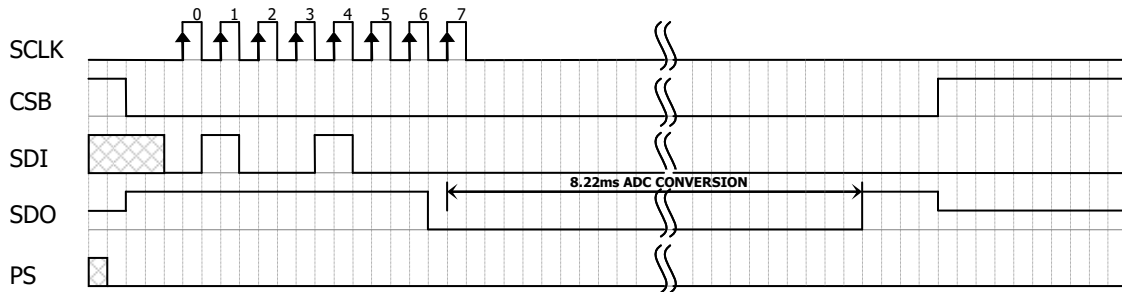 0 1 2 3 4 5 6 7
SCLK
CSB
SDI
8.22ms ADC CONVERSION
SDO
PS